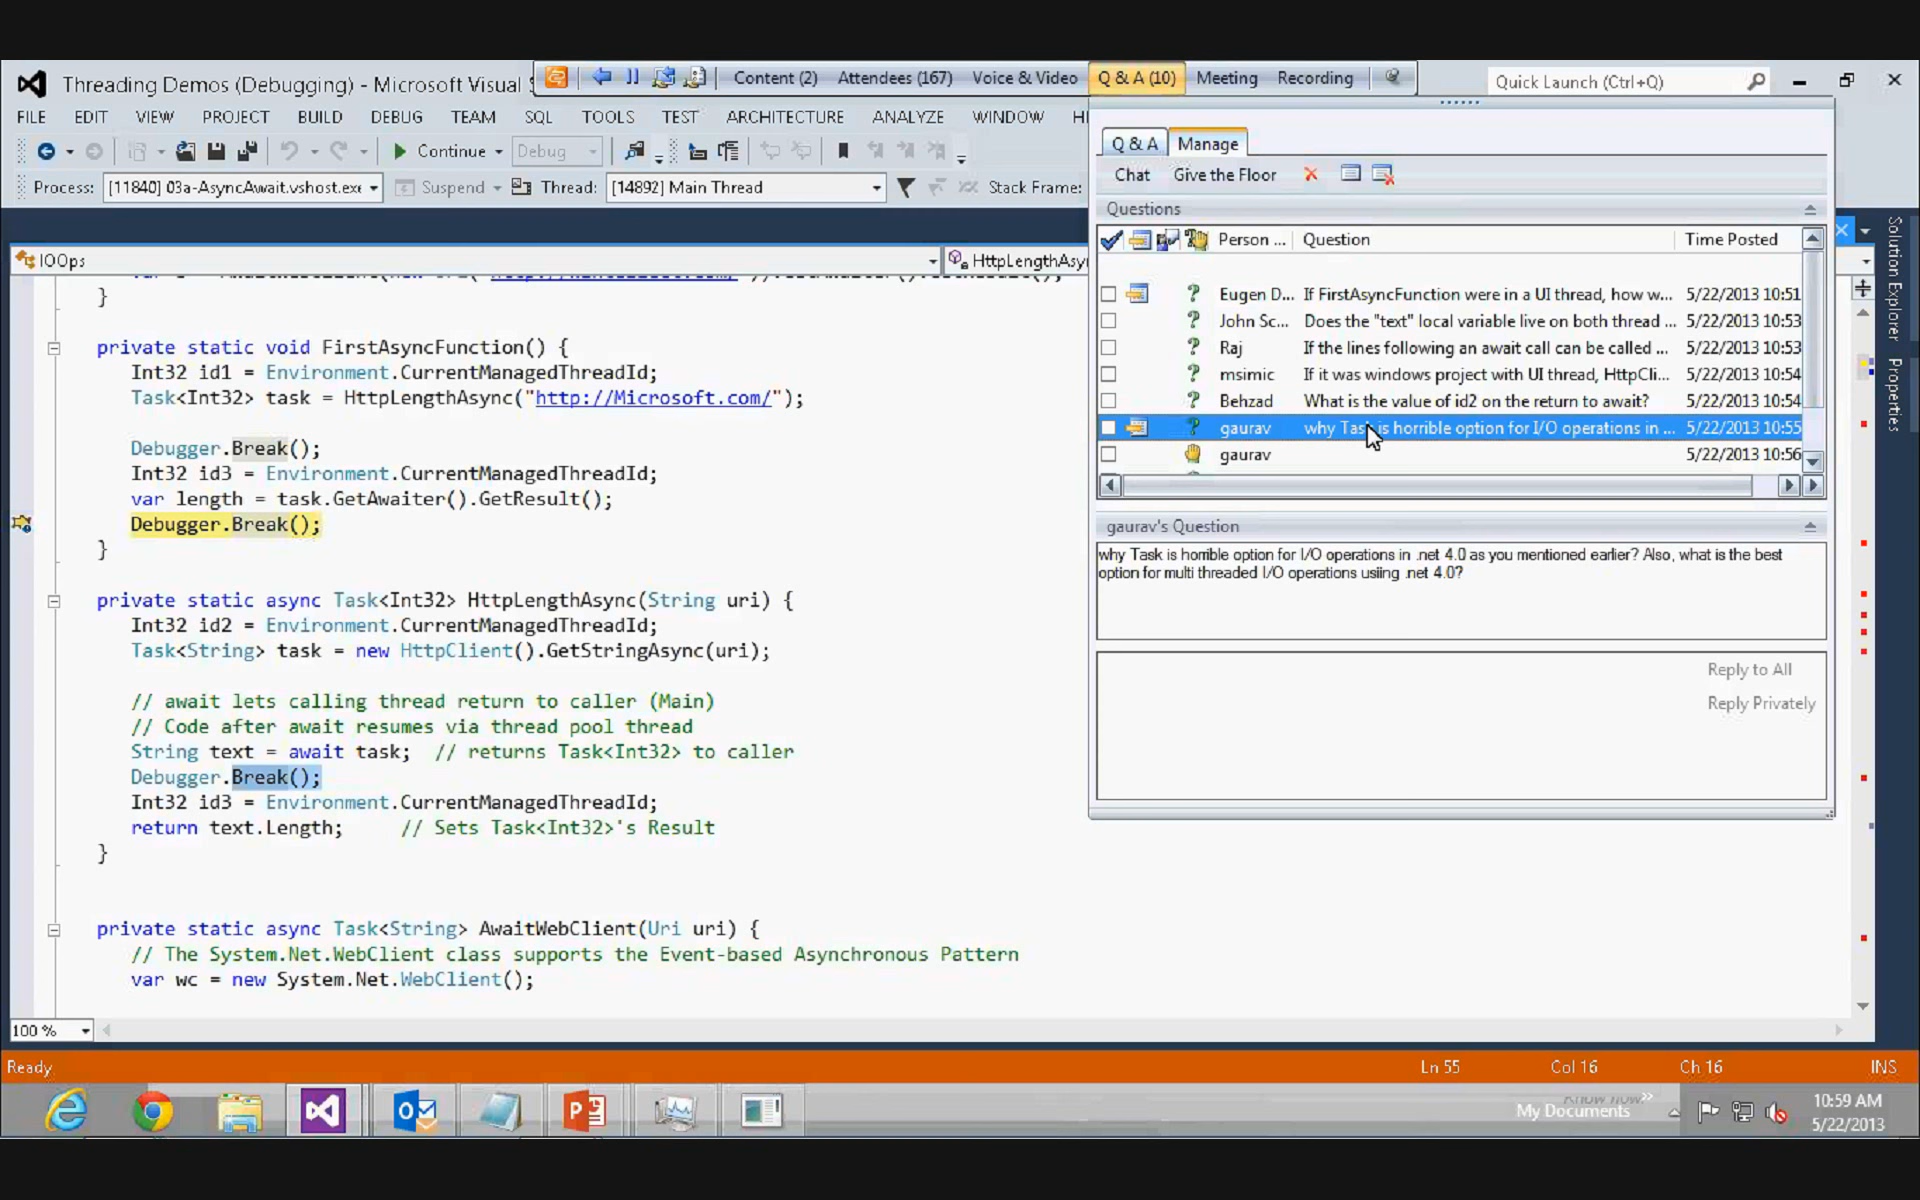 Threading Demos (Debugging) - Microsoft Visual
Content (2) Attendees (167) Voice & Video Q & A (10) Meeting Recording
Quick Launch (Ctrl+Q)
FILE EDIT VIEW PROJECT BUILD DEBUG TEAM SQL TOOLS TEST ARCHITECTURE ANALYZE WINDOW
Continue Debug
Process: [11840] 03a-AsyncAwait.vshost.exe Suspend Thread: [14892] Main Thread Stack Frame:
IOOps HttpLengthAsyn
}
private static void FirstAsyncFunction() {
Int32 id1 = Environment.CurrentManagedThreadId;
Task<Int32> task = HttpLengthAsync("http://Microsoft.com/");
Debugger.Break();
Int32 id3 = Environment.CurrentManagedThreadId;
var length = task.GetAwaiter().GetResult();
Debugger.Break();
}
private static async Task<Int32> HttpLengthAsync(String uri) {
Int32 id2 = Environment.CurrentManagedThreadId;
Task<String> task = new HttpClient().GetStringAsync(uri);
// await lets calling thread return to caller (Main)
// Code after await resumes via thread pool thread
String text = await task; // returns Task<Int32> to caller
Debugger.Break();
Int32 id3 = Environment.CurrentManagedThreadId;
return text.Length; // Sets Task<Int32>'s Result
}
private static async Task<String> AwaitWebClient(Uri uri) {
// The System.Net.WebClient class supports the Event-based Asynchronous Pattern
var wc = new System.Net.WebClient();
100 %
Q & A Manage
Chat Give the Floor
Questions
Person ... Question Time Posted
Eugen D... If FirstAsyncFunction were in a UI thread, how w... 5/22/2013 10:51
John Sc... Does the "text" local variable live on both thread ... 5/22/2013 10:53
Raj If the lines following an await call can be called ... 5/22/2013 10:53
msimic If it was windows project with UI thread, HttpCli... 5/22/2013 10:54
Behzad What is the value of id2 on the return to await? 5/22/2013 10:54
gaurav why Task is horrible option for I/O operations in ... 5/22/2013 10:55
gaurav 5/22/2013 10:56
gaurav's Question
why Task is horrible option for I/O operations in .net 4.0 as you mentioned earlier? Also, what is the best
option for multi threaded I/O operations usiing .net 4.0?
Reply to All
Reply Privately
Solution Explorer
Properties
Ready Ln 55 Col 16 Ch 16 INS
My Documents
10:59 AM
5/22/2013